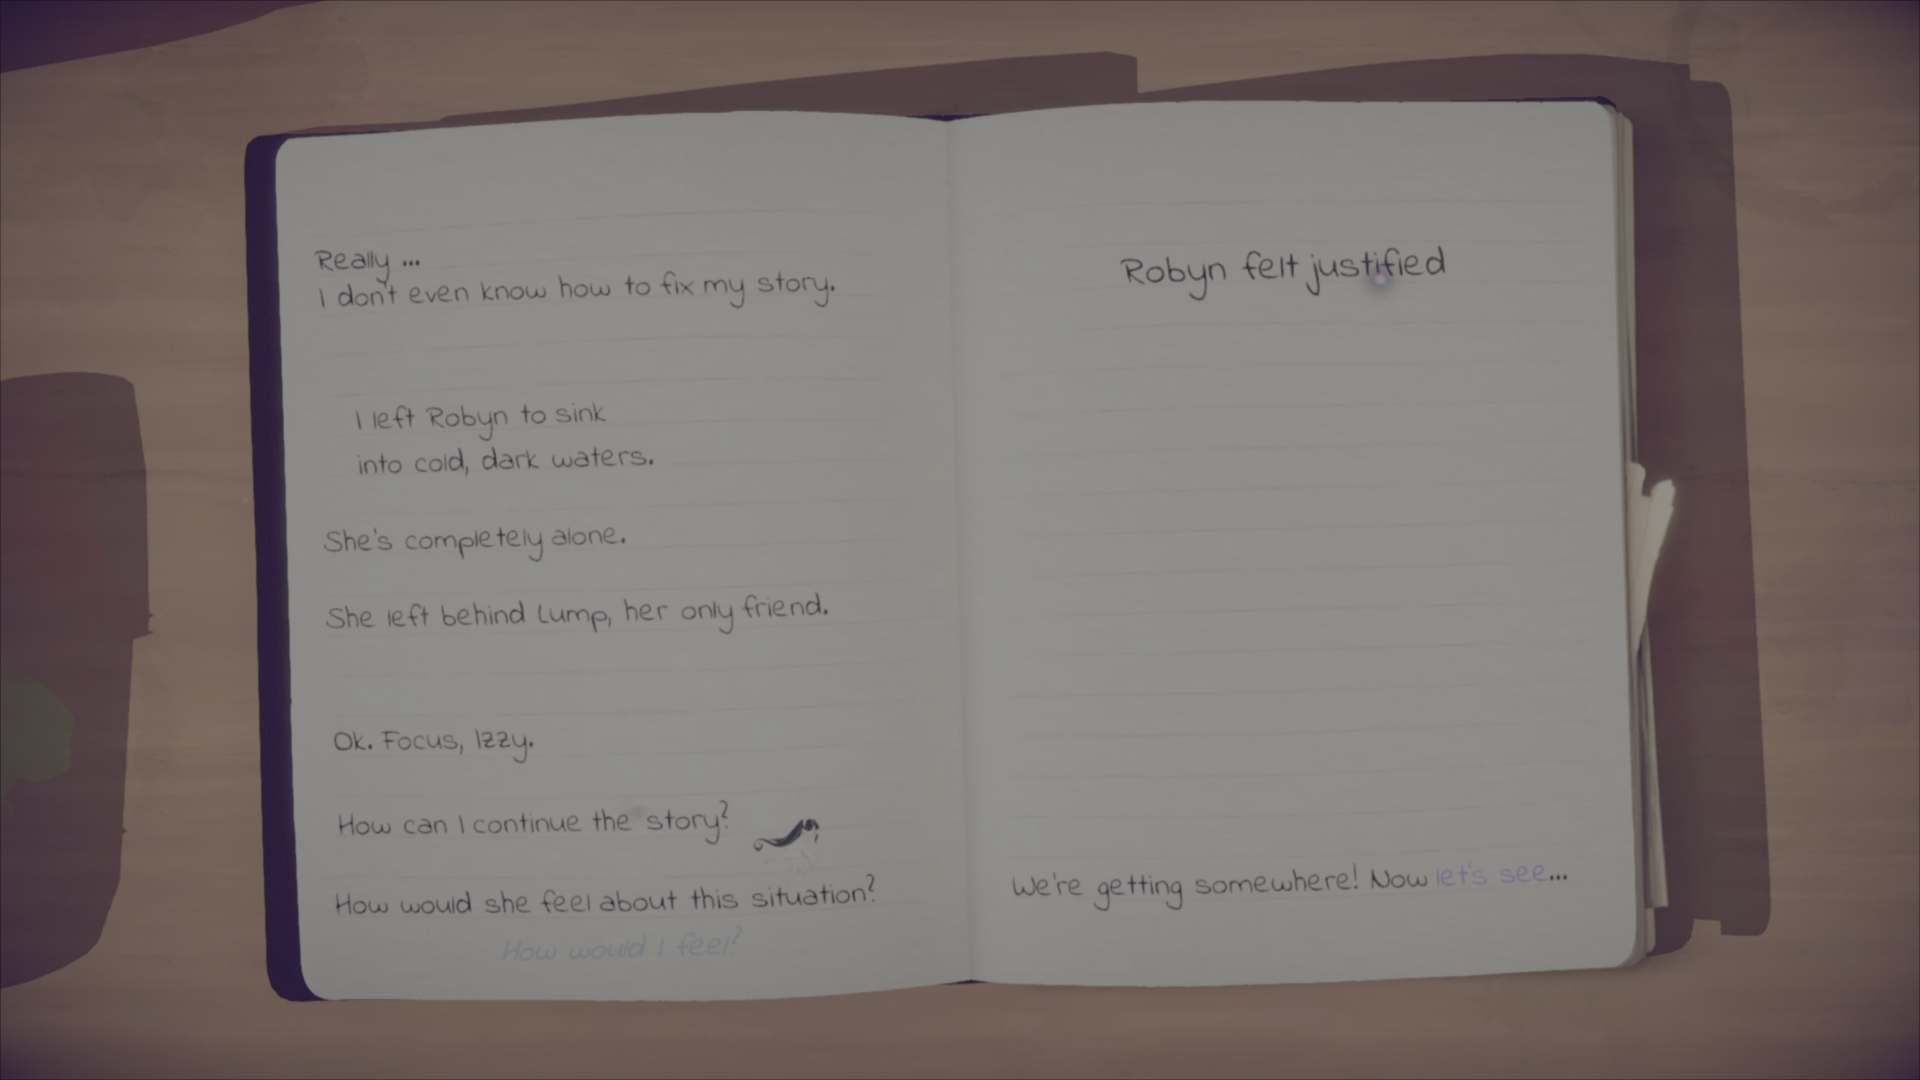 Really ...
I don't even know how to fix my story.
I left Robyn to sink
into cold, dark waters.
She's completely alone.
She left behind Lump, her only friend.
Ok. Focus, Izzy.
How can I continue the story?
How would she feel about this situation?
How would I feel?
Robyn felt justified
We're getting somewhere! Now let's see...